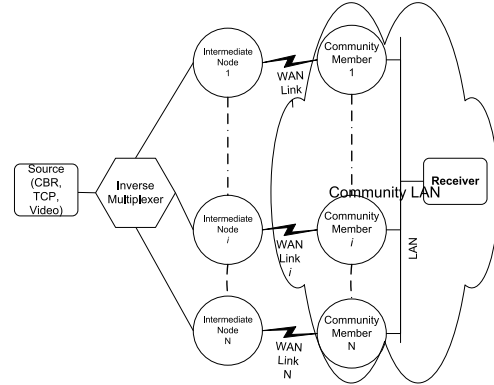 Intermediate
Node
1
WAN
Link
1
Community
Member
1
Source
(CBR,
TCP,
Video)
Inverse
Multiplexer
Receiver
Community LAN
Intermediate
Node
i
WAN
Link
i
Community
Member
i
LAN
Intermediate
Node
N
WAN
Link
N
Community
Member
N